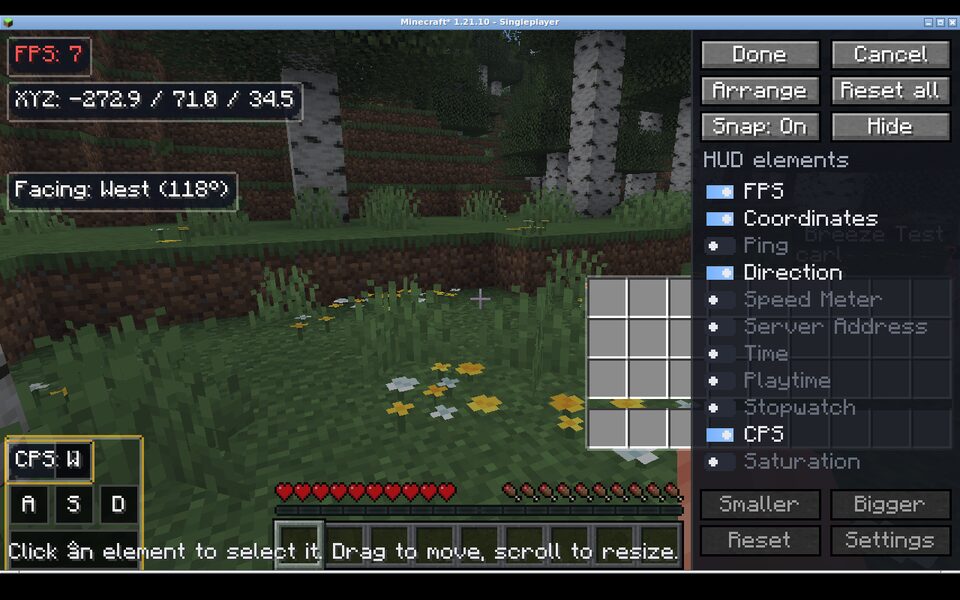 Minecraft* 1.21.10 - Singleplayer
FPS: 7
XYZ: -272.9 / 71.0 / 34.5
Facing: West (118°)
CPS: W
A S D
Click an element to select it. Drag to move, scroll to resize.
Done Cancel
Arrange Reset all
Snap: On Hide
HUD elements
FPS
Coordinates
Breeze Test
Ping
Direction
Speed Meter
Server Address
Time
Playtime
Stopwatch
CPS
Saturation
Smaller Bigger
Reset Settings